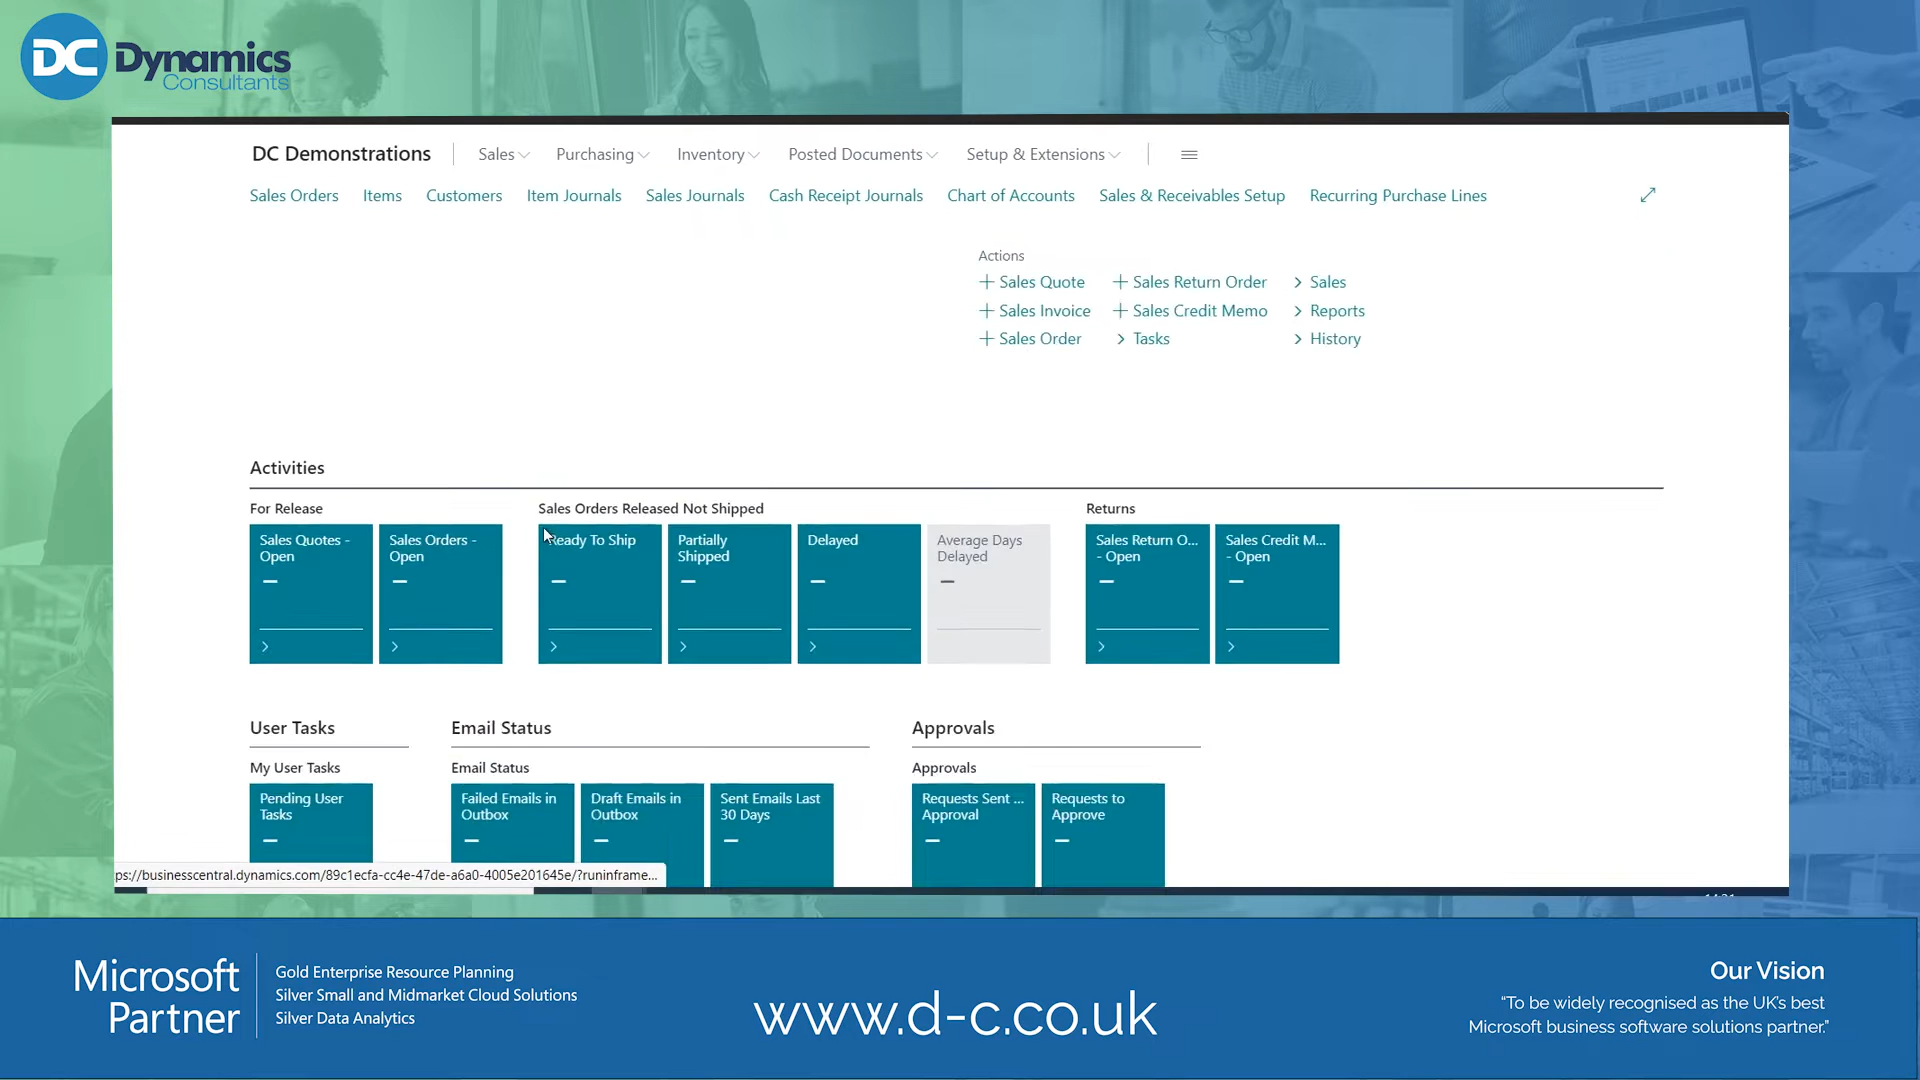 DC Dynamics
Consultants
DC Demonstrations
Sales
Purchasing
Inventory
Posted Documents
Setup & Extensions
Sales Orders
Items
Customers
Item Journals
Sales Journals
Cash Receipt Journals
Chart of Accounts
Sales & Receivables Setup
Recurring Purchase Lines
Actions
Sales Quote
Sales Return Order
Sales
Sales Invoice
Sales Credit Memo
Reports
Sales Order
Tasks
History
Activities
For Release
Sales Orders Released Not Shipped
Returns
Sales Quotes -
Open
Sales Orders -
Open
Ready To Ship
Partially
Shipped
Delayed
Average Days
Delayed
Sales Return O...
- Open
Sales Credit M...
- Open
User Tasks
Email Status
Approvals
My User Tasks
Email Status
Approvals
Pending User
Tasks
Failed Emails in
Outbox
Draft Emails in
Outbox
Sent Emails Last
30 Days
Requests Sent ...
Approval
Requests to
Approve
ps://businesscentral.dynamics.com/89c1ecfa-cc4e-47de-a6a0-4005e201645e/?runinframe...
Microsoft
Partner
Gold Enterprise Resource Planning
Silver Small and Midmarket Cloud Solutions
Silver Data Analytics
www.d-c.co.uk
Our Vision
“To be widely recognised as the UK's best
Microsoft business software solutions partner.”